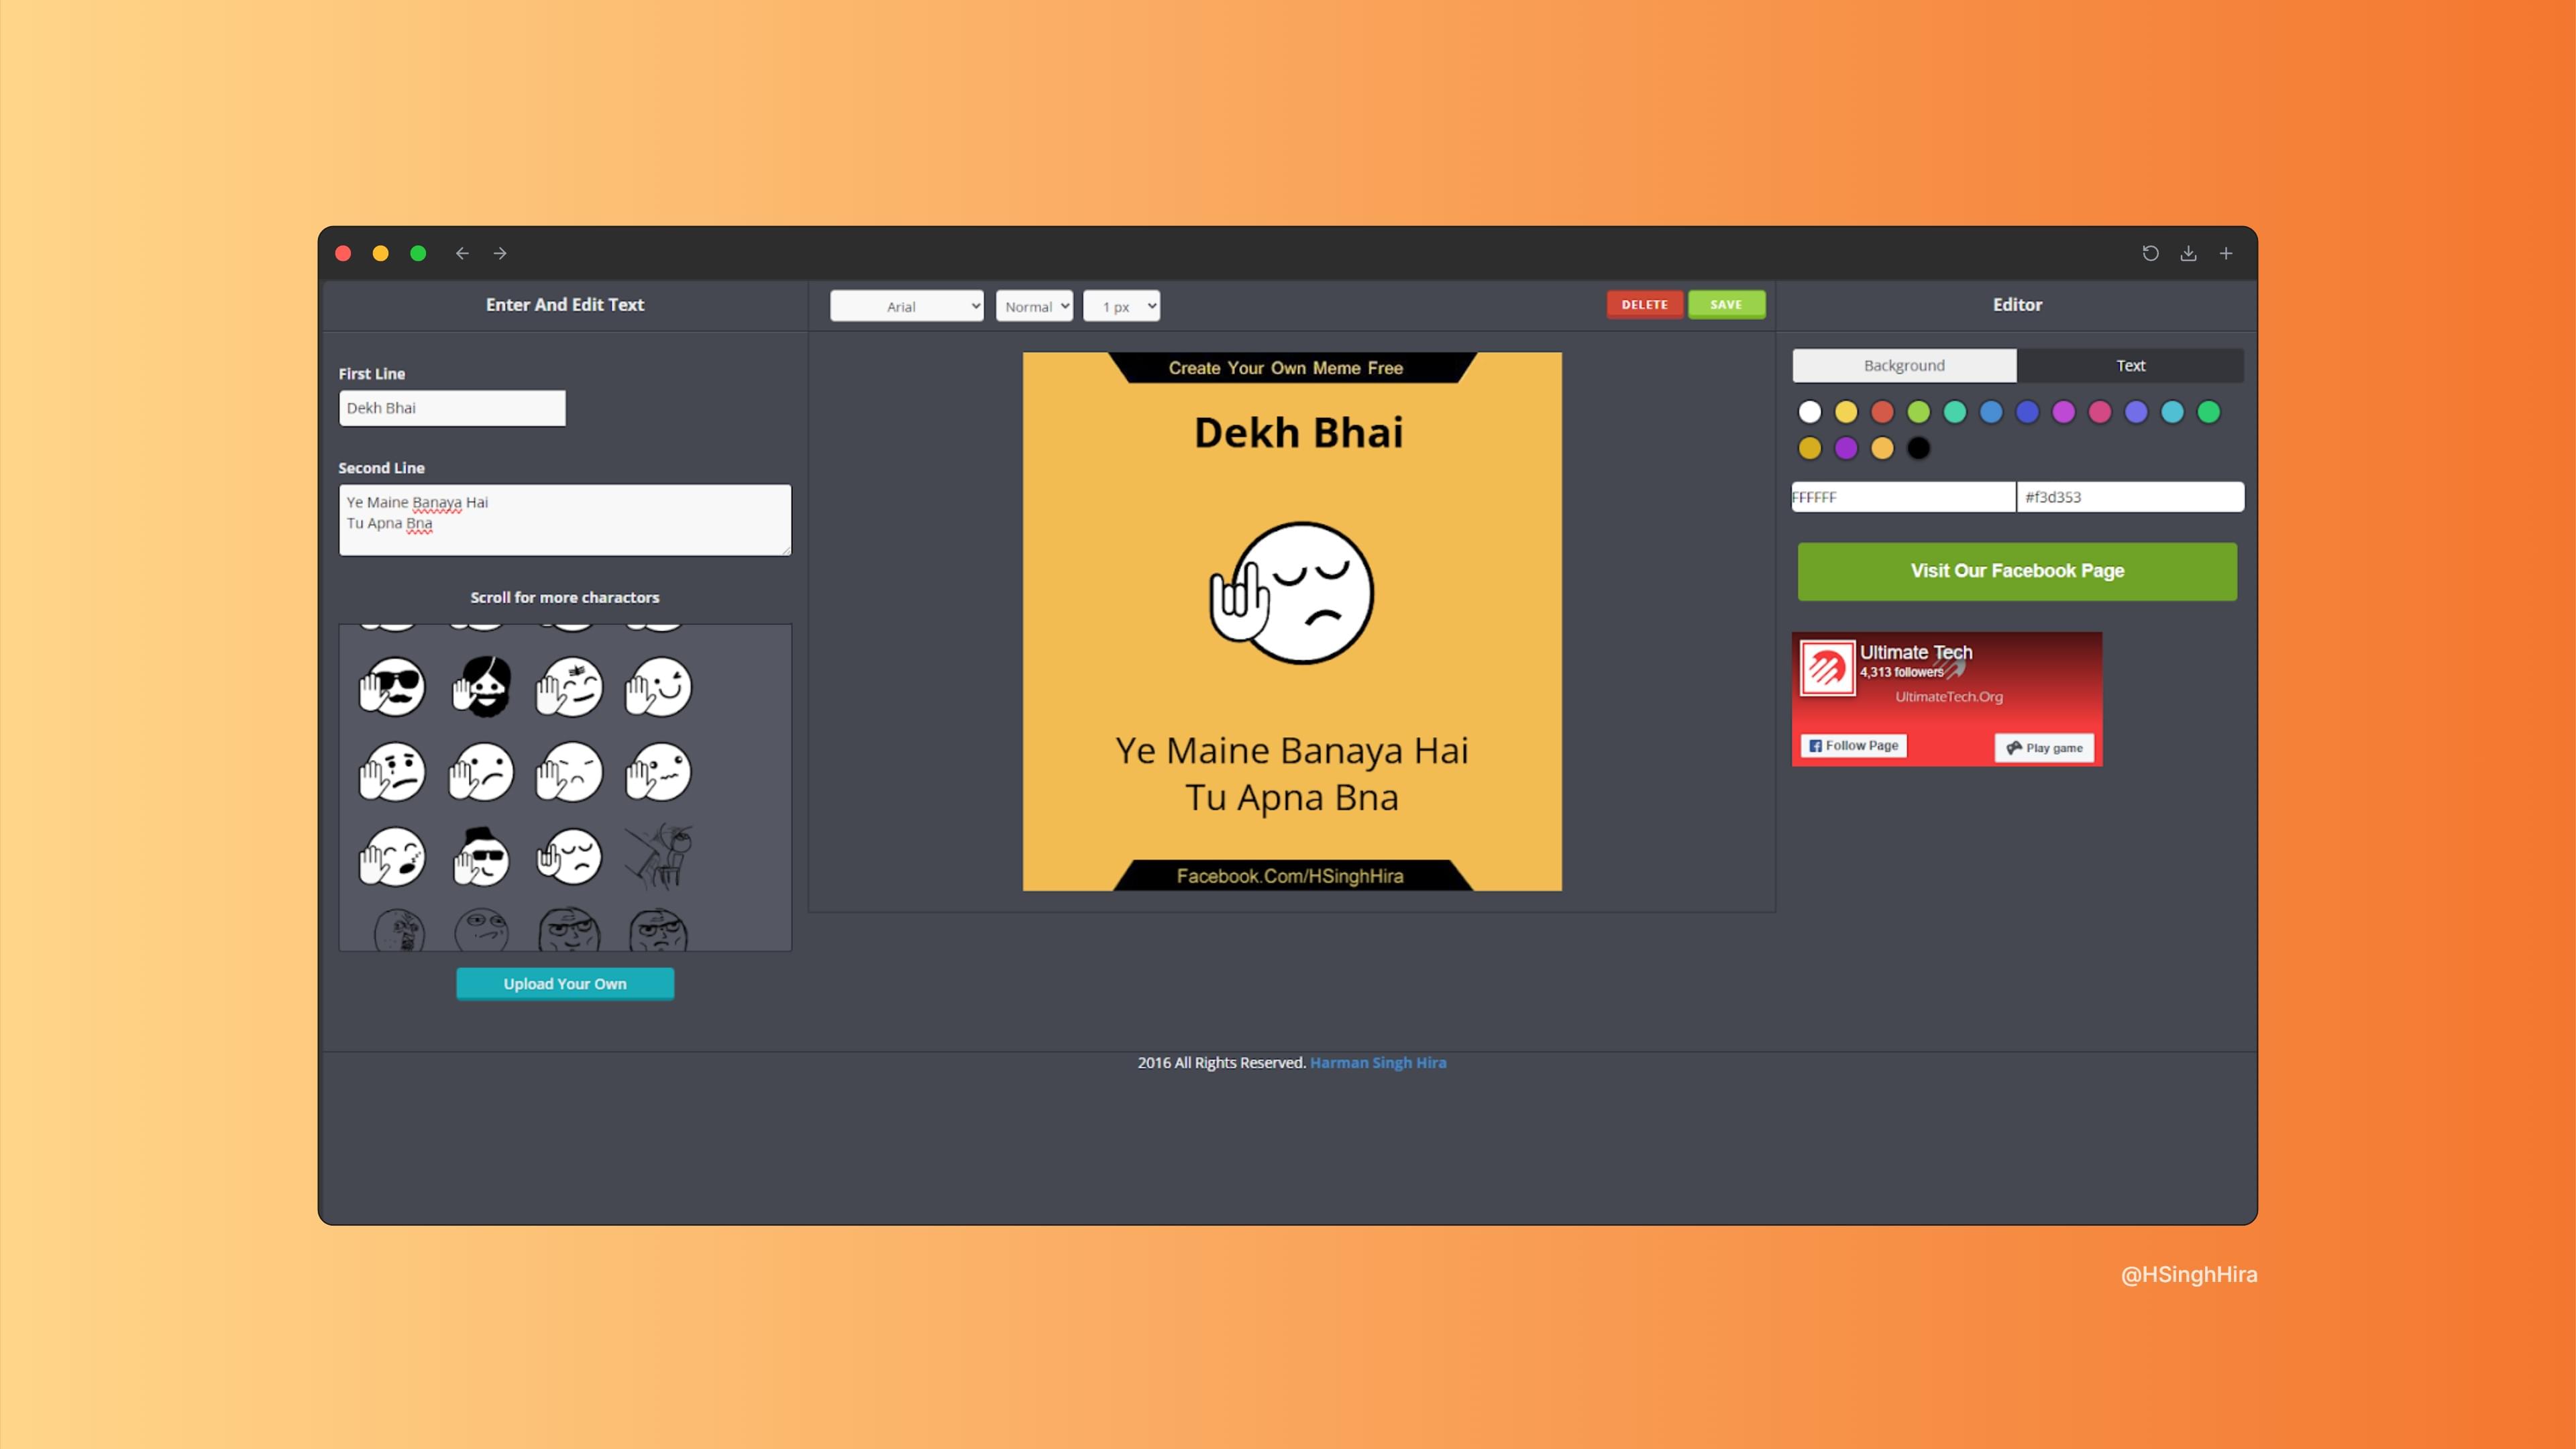 Enter And Edit Text
Arial
Normal
1 px
DELETE
SAVE
Editor
First Line
Dekh Bhai
Second Line
Ye Maine Banaya Hai
Tu Apna Bna
Scroll for more charactors
Upload Your Own
Create Your Own Meme Free
Dekh Bhai
Ye Maine Banaya Hai
Tu Apna Bna
Facebook.Com/HSinghHira
Background
Text
FFFFFF
#f3d353
Visit Our Facebook Page
Ultimate Tech
4,313 followers
UltimateTech.Org
Follow Page
Play game
2016 All Rights Reserved. Harman Singh Hira
@HSinghHira